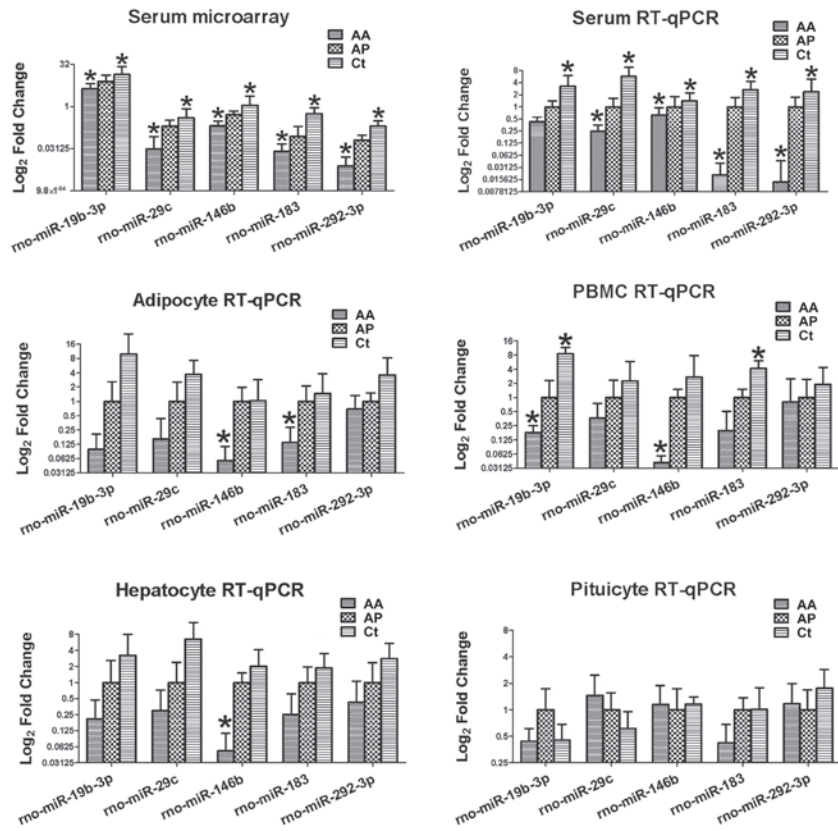 Serum microarray
AA
AP
Ct
Log2 Fold Change
32
1
0.03125
9.8x1⁻⁰⁴
* * * * * * * * *
rno-miR-19b-3p
rno-miR-29c
rno-miR-146b
rno-miR-183
rno-miR-292-3p
Serum RT-qPCR
AA
AP
Ct
Log2 Fold Change
8
4
2
1
0.5
0.25
0.125
0.0625
0.03125
0.015625
0.0078125
* * * * * * * * *
rno-miR-19b-3p
rno-miR-29c
rno-miR-146b
rno-miR-183
rno-miR-292-3p
Adipocyte RT-qPCR
AA
AP
Ct
Log2 Fold Change
16
8
4
2
1
0.5
0.25
0.125
0.0625
0.03125
* *
rno-miR-19b-3p
rno-miR-29c
rno-miR-146b
rno-miR-183
rno-miR-292-3p
PBMC RT-qPCR
AA
AP
Ct
Log2 Fold Change
16
8
4
2
1
0.5
0.25
0.125
0.0625
0.03125
* * * *
rno-miR-19b-3p
rno-miR-29c
rno-miR-146b
rno-miR-183
rno-miR-292-3p
Hepatocyte RT-qPCR
AA
AP
Ct
Log2 Fold Change
8
4
2
1
0.5
0.25
0.125
0.0625
0.03125
*
rno-miR-19b-3p
rno-miR-29c
rno-miR-146b
rno-miR-183
rno-miR-292-3p
Pituicyte RT-qPCR
AA
AP
Ct
Log2 Fold Change
8
4
2
1
0.5
0.25
rno-miR-19b-3p
rno-miR-29c
rno-miR-146b
rno-miR-183
rno-miR-292-3p